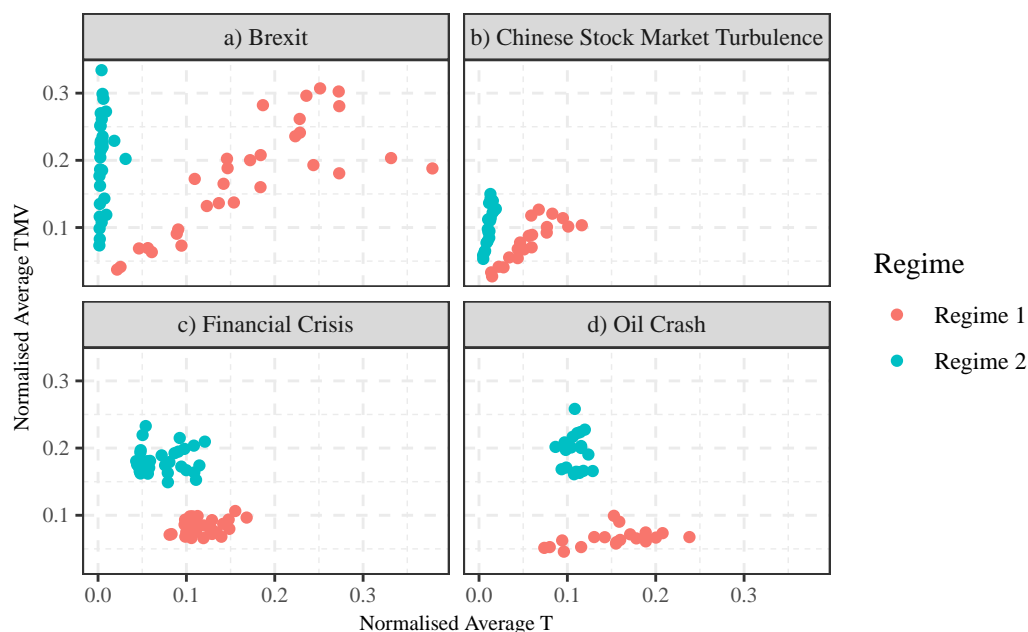 a) Brexit
b) Chinese Stock Market Turbulence
0.3
0.2
0.1
c) Financial Crisis
d) Oil Crash
0.3
0.2
0.1
0.0
0.1
0.2
0.3
0.0
0.1
0.2
0.3
Normalised Average T
Normalised Average TMV
Regime
Regime 1
Regime 2